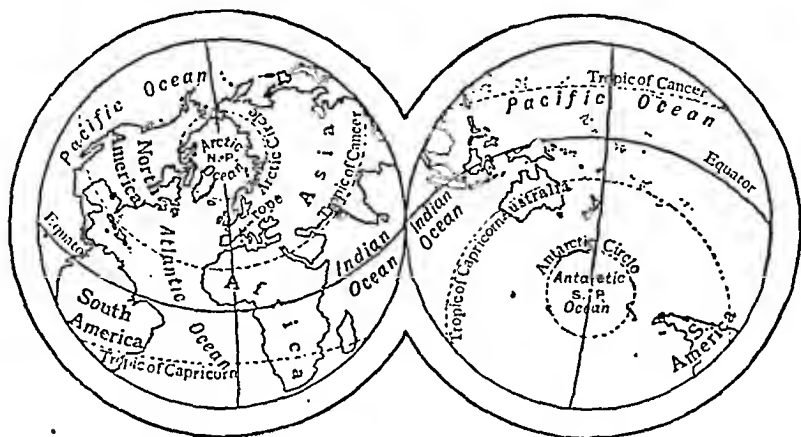 Pacific Ocean
North America
Arctic Ocean
N. P.
Arctic Circle
Asia
Tropic of Cancer
Europe
Equator
Atlantic Ocean
Africa
Indian Ocean
South America
Tropic of Capricorn
Tropic of Cancer
Pacific Ocean
Equator
Indian Ocean
Australia
Tropic of Capricorn
Antarctic Circlo
Antarctic Ocean
S. P.
S. America